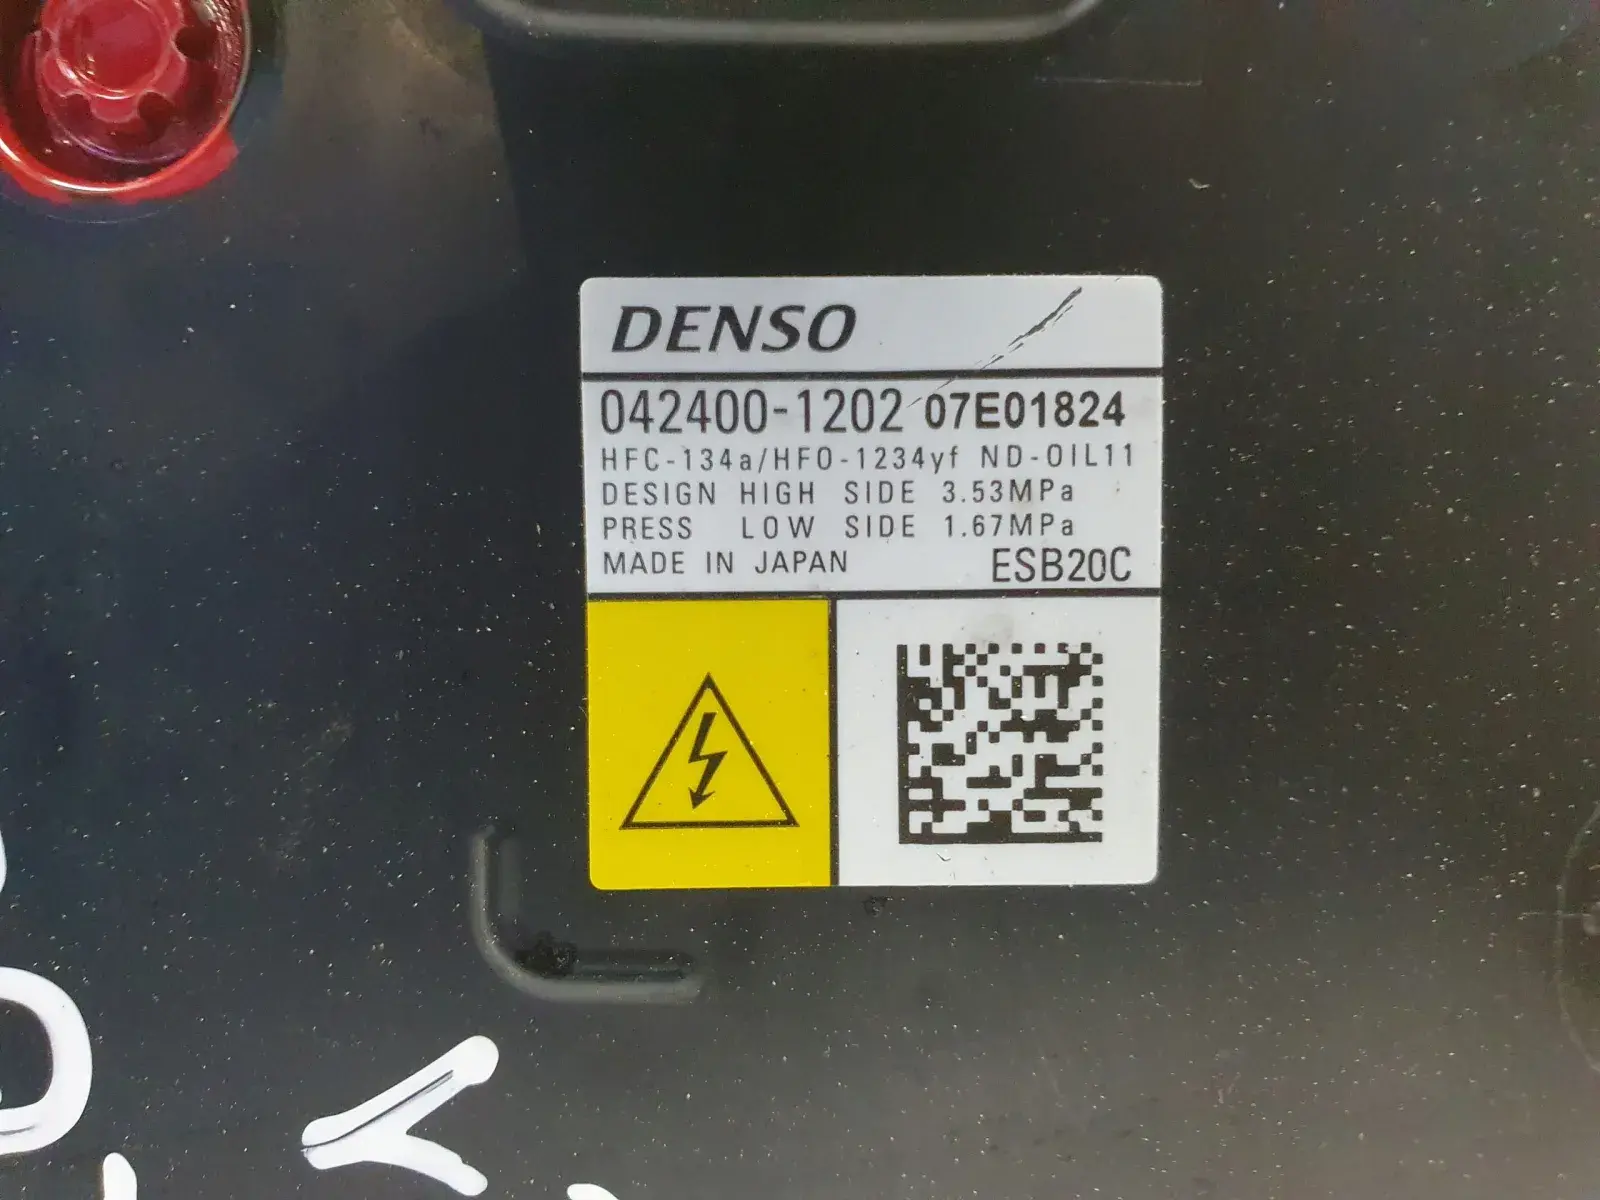 DENSO
042400-1202 07E01824
HFC-134a/HFO-1234yf ND-OIL11
DESIGN HIGH SIDE 3.53MPa
PRESS LOW SIDE 1.67MPa
MADE IN JAPAN ESB20C